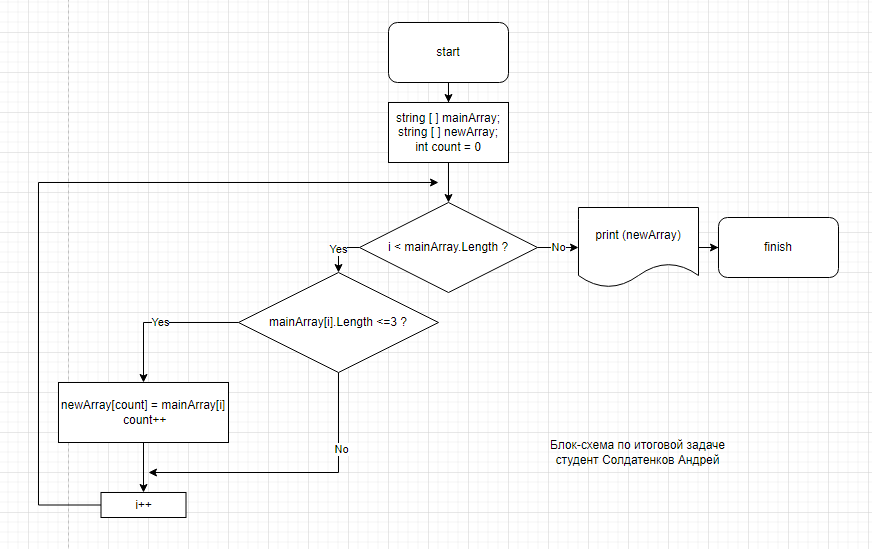 start
string [ ] mainArray;
string [ ] newArray;
int count = 0
i < mainArray.Length ?
Yes
No
print (newArray)
finish
mainArray[i].Length <=3 ?
Yes
newArray[count] = mainArray[i]
count++
No
i++
Блок-схема по итоговой задаче
студент Солдатенков Андрей